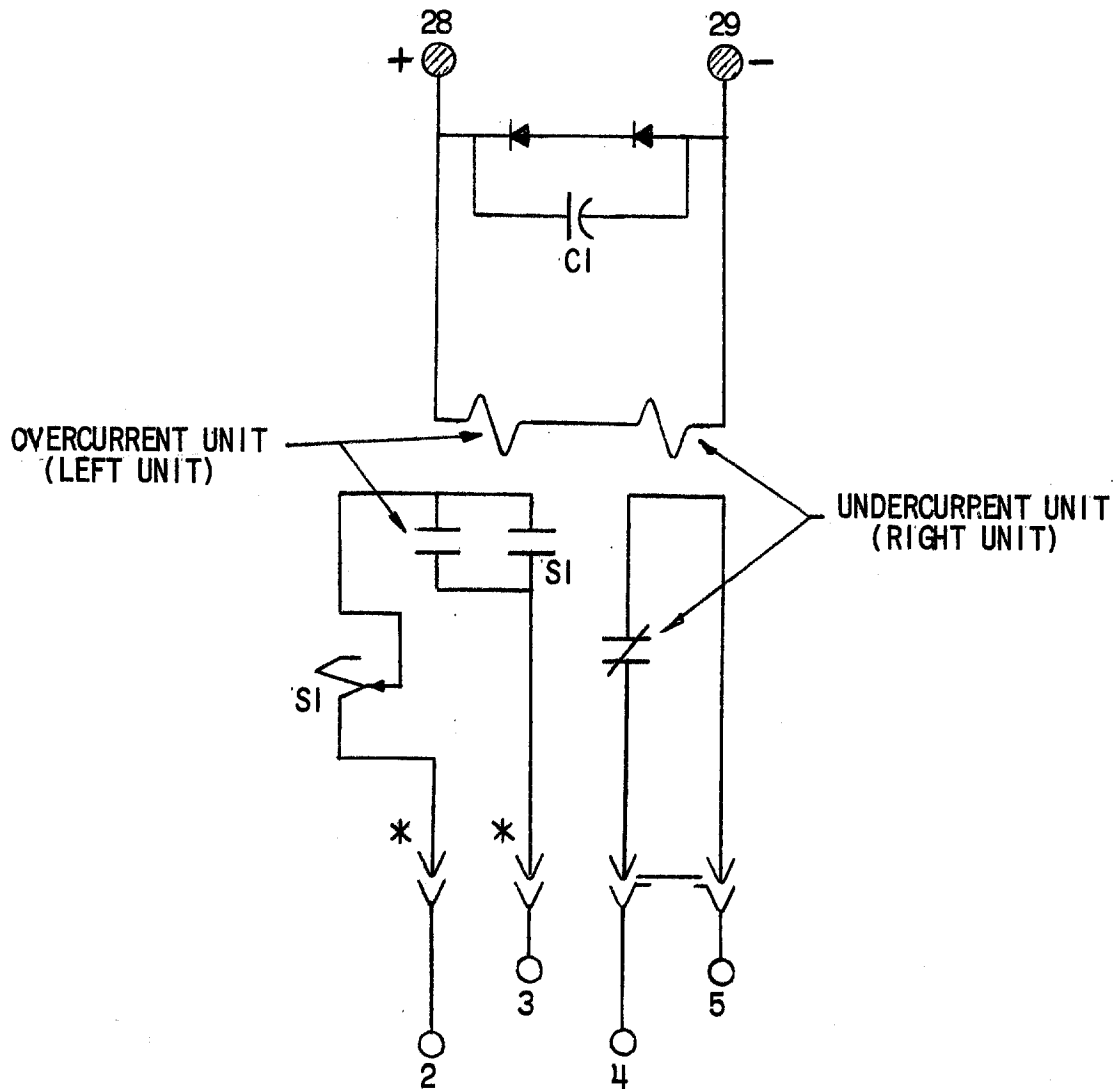 28
29
+
−
C1
OVERCURRENT UNIT
(LEFT UNIT)
UNDERCURRENT UNIT
(RIGHT UNIT)
S1
S1
*
*
3
5
2
4